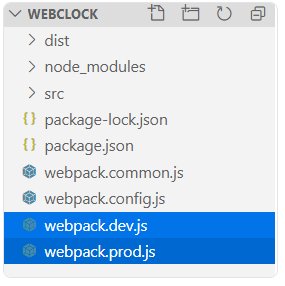 WEBCLOCK
dist
node_modules
src
package-lock.json
package.json
webpack.common.js
webpack.config.js
webpack.dev.js
webpack.prod.js